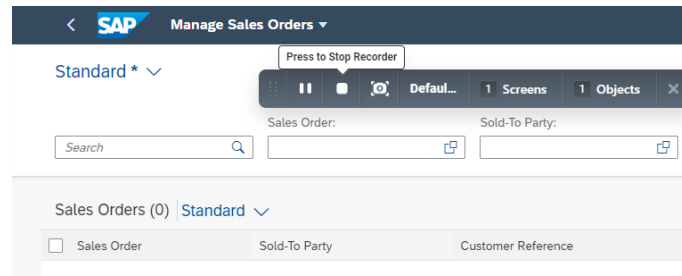 SAP Manage Sales Orders
Press to Stop Recorder
Standard *
Defaul... 1 Screens 1 Objects
Sales Order: Sold-To Party:
Search
Sales Orders (0) Standard
Sales Order Sold-To Party Customer Reference